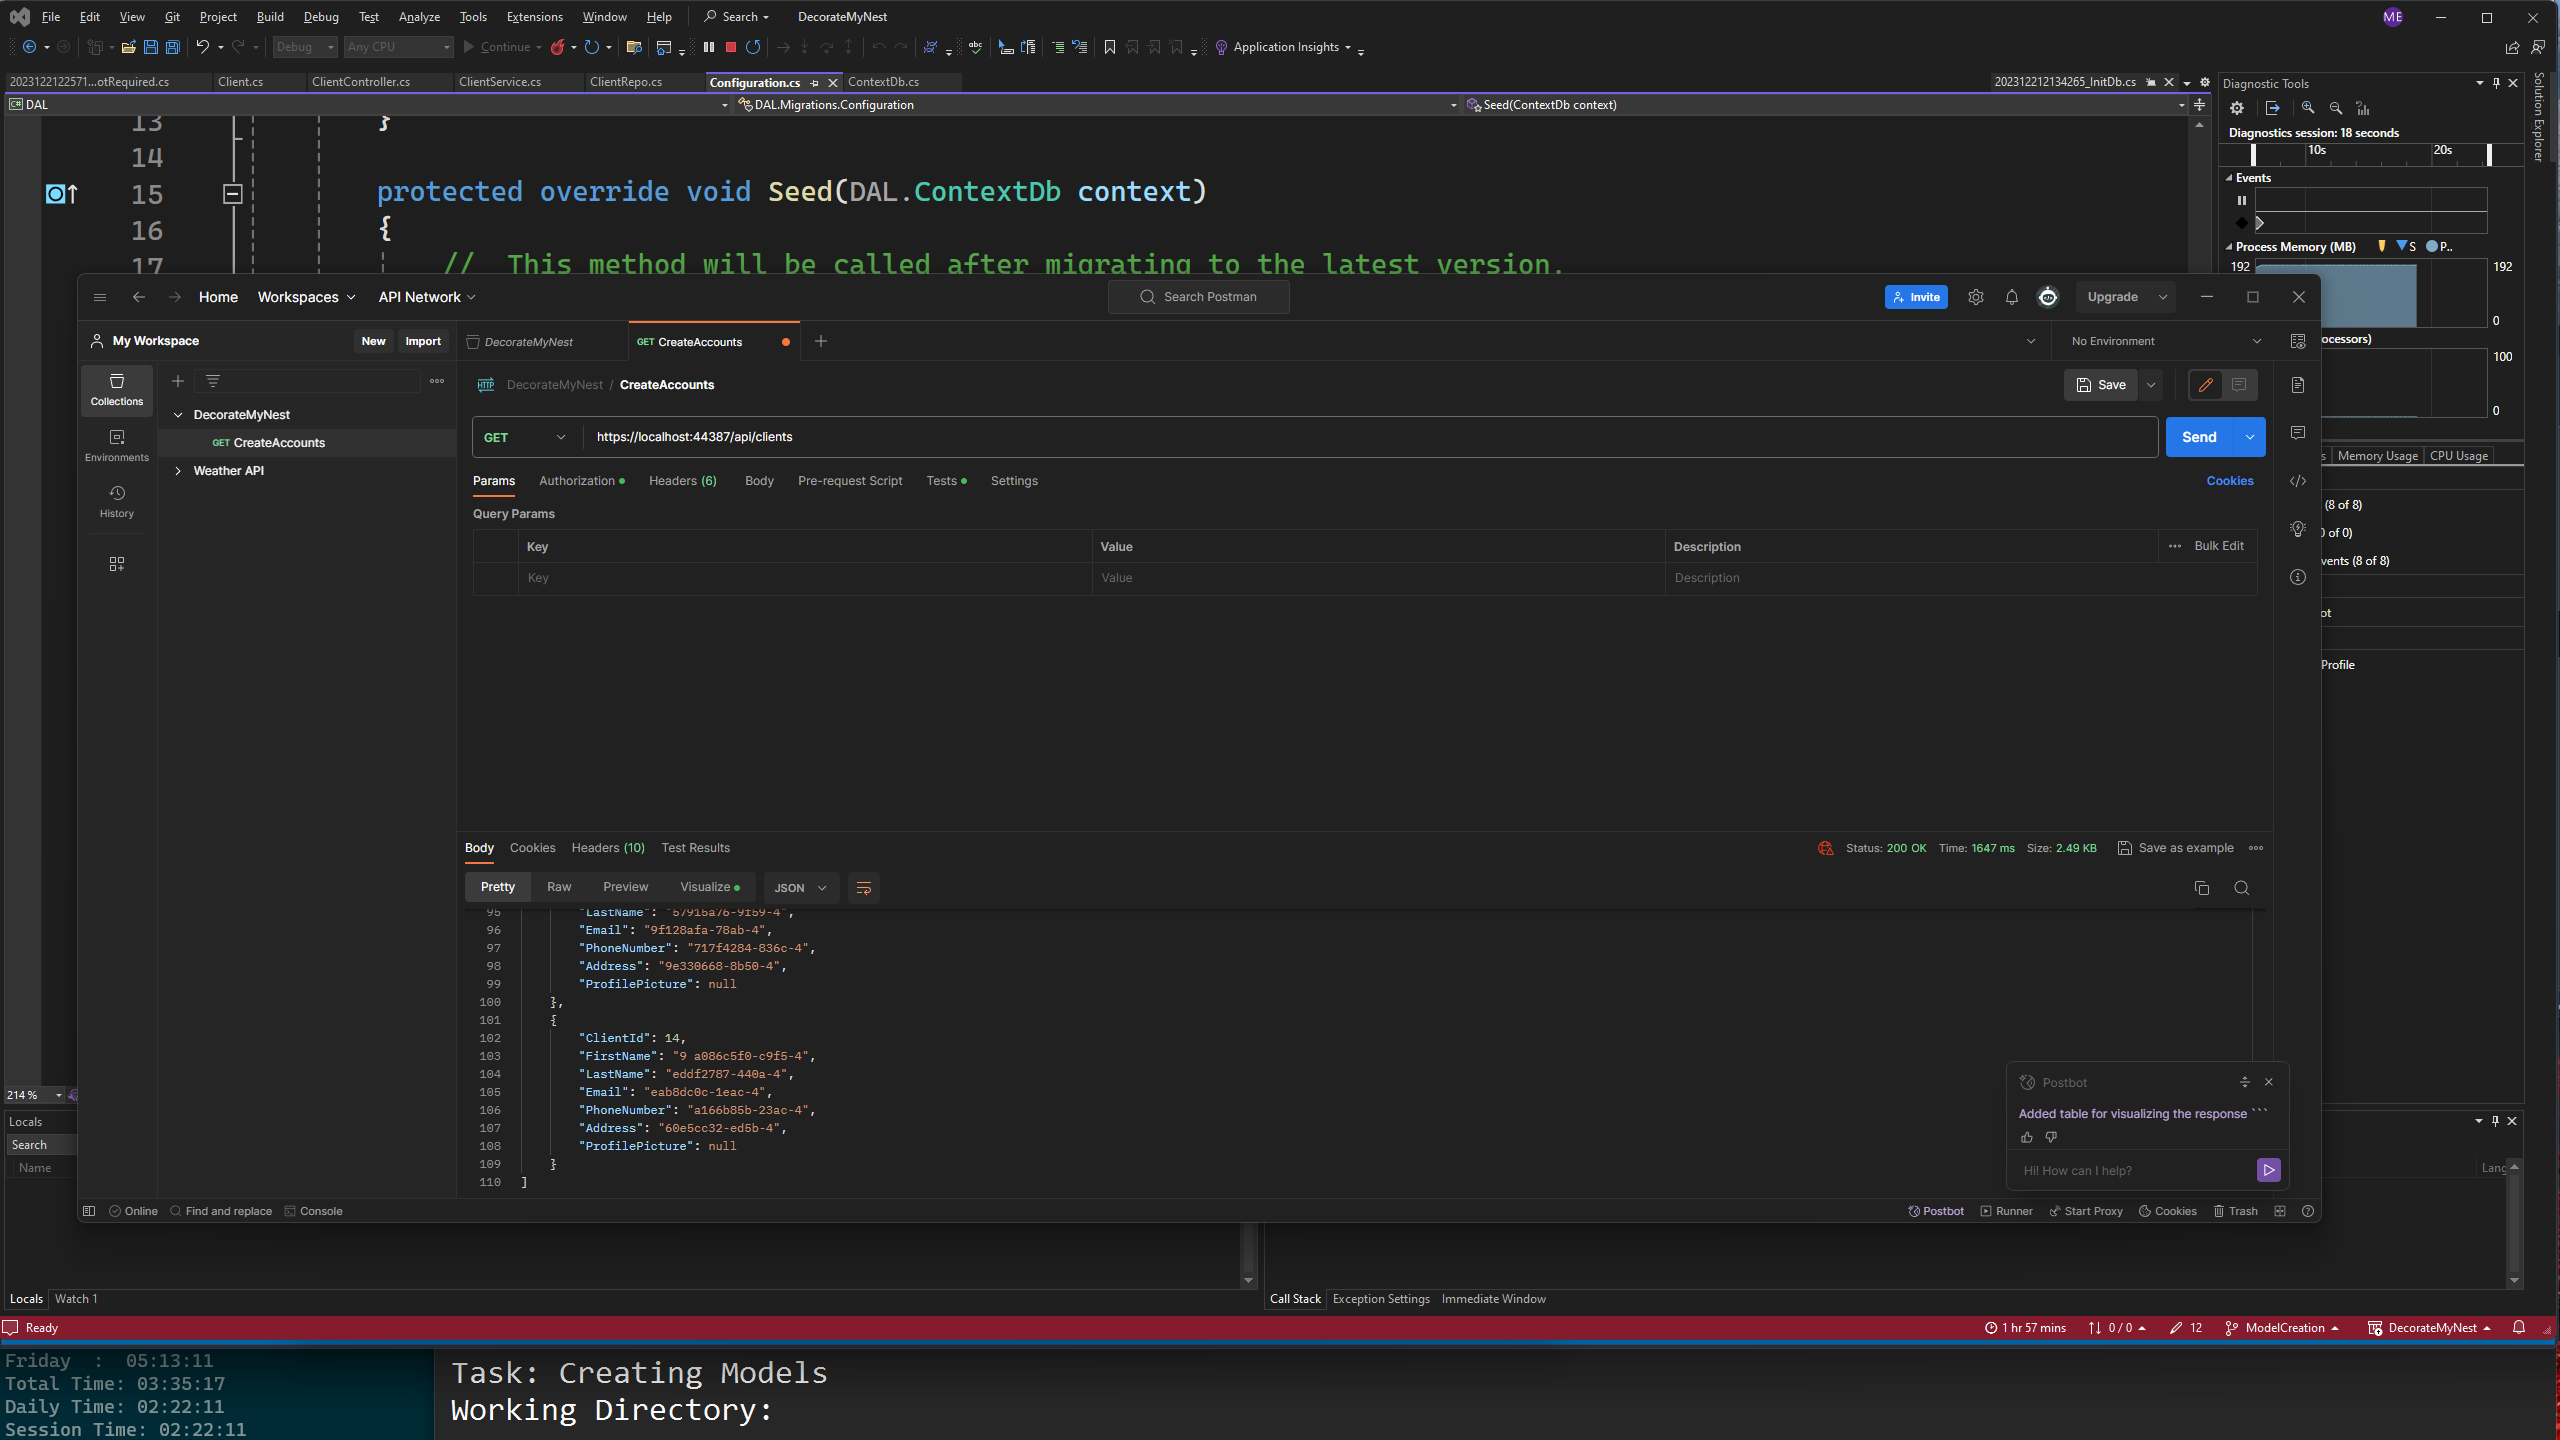 File Edit View Git Project Build Debug Test Analyze Tools Extensions Window Help Search DecorateMyNest ME
Debug Any CPU Continue Application Insights
2023122122571...otRequired.cs Client.cs ClientController.cs ClientService.cs ClientRepo.cs Configuration.cs ContextDb.cs 202312212134265_InitDb.cs Diagnostic Tools
DAL DAL.Migrations.Configuration Seed(ContextDb context)
Solution Explorer
Diagnostics session: 18 seconds
10s 20s
Events
Process Memory (MB) S P..
192 192
0
ocessors)
100
0
s Memory Usage CPU Usage
(8 of 8)
0 of 0)
vents (8 of 8)
ot
Profile
13 }
14
15 protected override void Seed(DAL.ContextDb context)
16 {
17 // This method will be called after migrating to the latest version.
Home Workspaces API Network Search Postman Invite Upgrade
My Workspace New Import DecorateMyNest GET CreateAccounts No Environment
Collections
Environments
History
DecorateMyNest
GET CreateAccounts
Weather API
HTTP DecorateMyNest / CreateAccounts Save
GET https://localhost:44387/api/clients Send
Params Authorization Headers (6) Body Pre-request Script Tests Settings Cookies
Query Params
Key Value Description Bulk Edit
Key Value Description
Body Cookies Headers (10) Test Results Status: 200 OK Time: 1647 ms Size: 2.49 KB Save as example
Pretty Raw Preview Visualize JSON
95 "LastName": "57915a76-9f59-4",
96 "Email": "9f128afa-78ab-4",
97 "PhoneNumber": "717f4284-836c-4",
98 "Address": "9e330668-8b50-4",
99 "ProfilePicture": null
100 },
101 {
102 "ClientId": 14,
103 "FirstName": "9 a086c5f0-c9f5-4",
104 "LastName": "eddf2787-440a-4",
105 "Email": "eab8dc0c-1eac-4",
106 "PhoneNumber": "a166b85b-23ac-4",
107 "Address": "60e5cc32-ed5b-4",
108 "ProfilePicture": null
109 }
110 ]
Postbot
Added table for visualizing the response ```
Hi! How can I help?
Online Find and replace Console Postbot Runner Start Proxy Cookies Trash
214 %
Locals
Search
Name
Lang
Locals Watch 1 Call Stack Exception Settings Immediate Window
Ready 1 hr 57 mins 0 / 0 12 ModelCreation DecorateMyNest
Friday : 05:13:11
Total Time: 03:35:17
Daily Time: 02:22:11
Session Time: 02:22:11
Task: Creating Models
Working Directory: